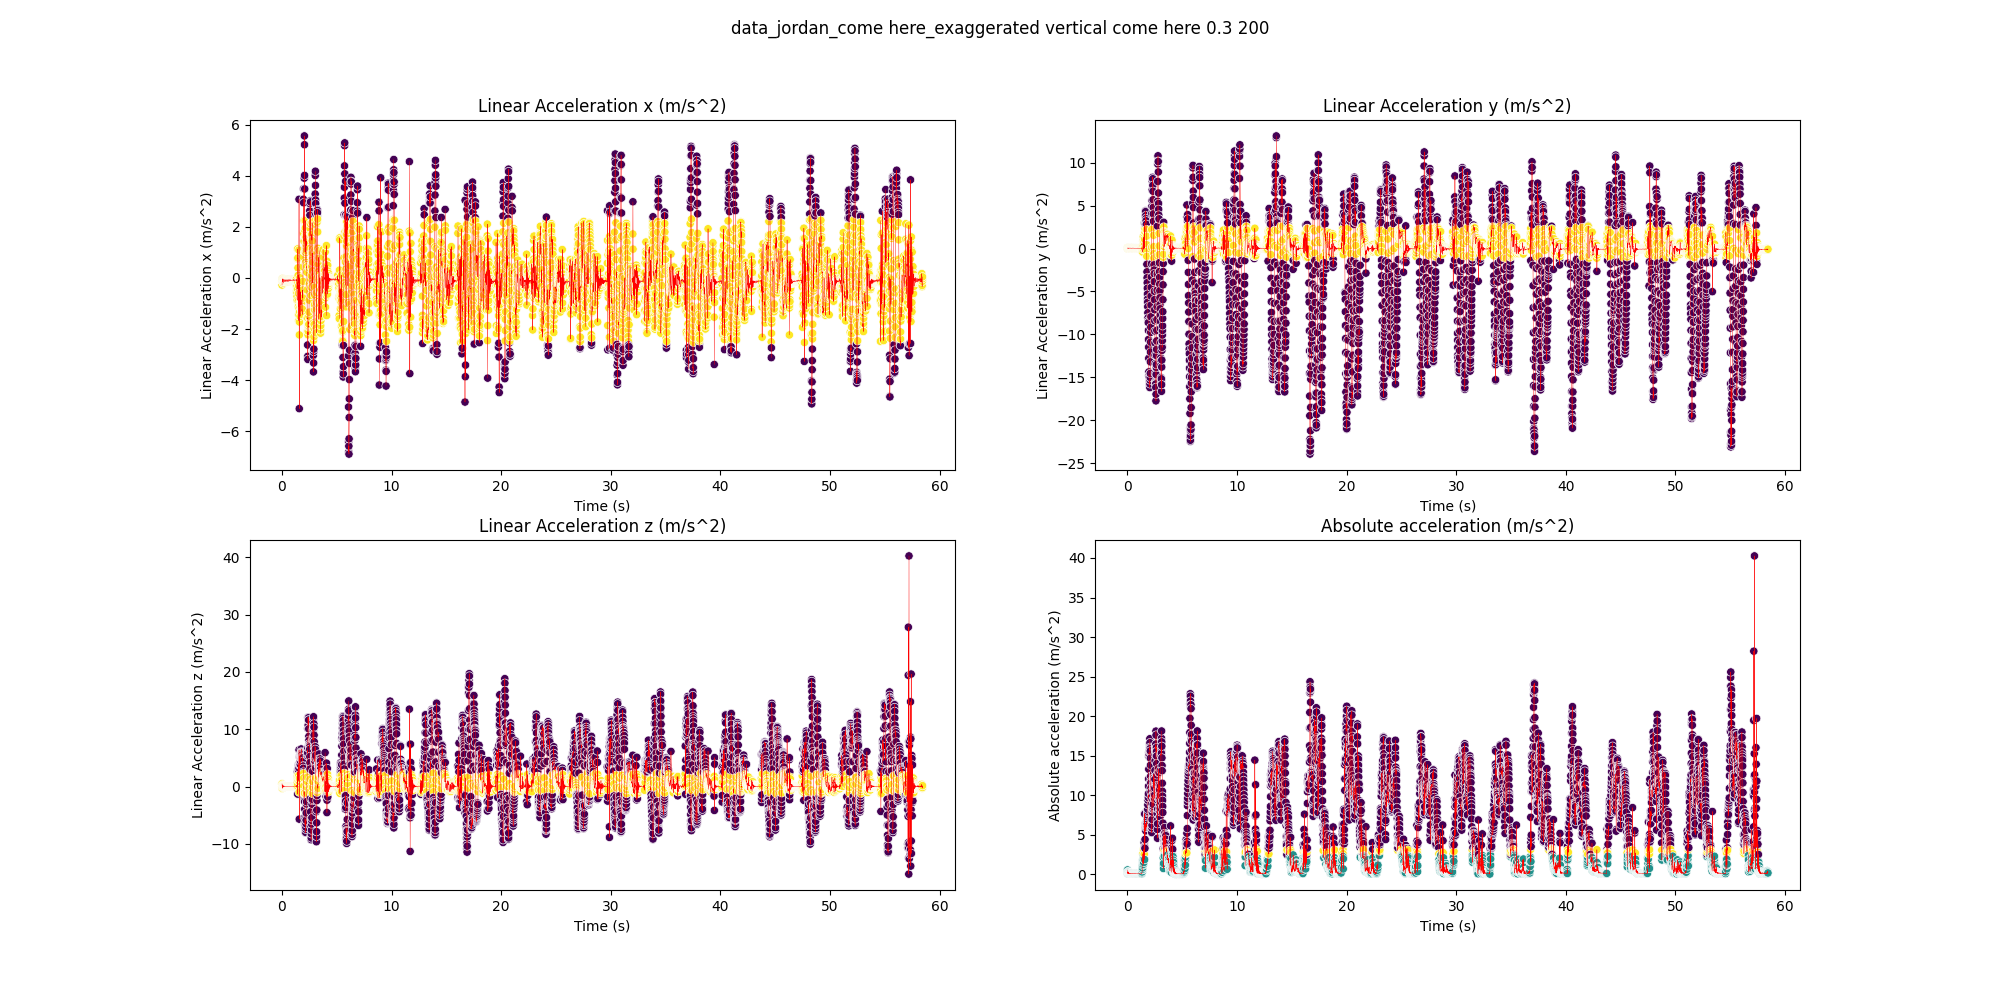 data_jordan_come here_exaggerated vertical come here 0.3 200
Linear Acceleration x (m/s^2)
Linear Acceleration x (m/s^2)
6
4
2
0
−2
−4
−6
0 10 20 30 40 50 60
Time (s)
Linear Acceleration y (m/s^2)
Linear Acceleration y (m/s^2)
10
5
0
−5
−10
−15
−20
−25
0 10 20 30 40 50 60
Time (s)
Linear Acceleration z (m/s^2)
Linear Acceleration z (m/s^2)
40
30
20
10
0
−10
0 10 20 30 40 50 60
Time (s)
Absolute acceleration (m/s^2)
Absolute acceleration (m/s^2)
40
35
30
25
20
15
10
5
0
0 10 20 30 40 50 60
Time (s)